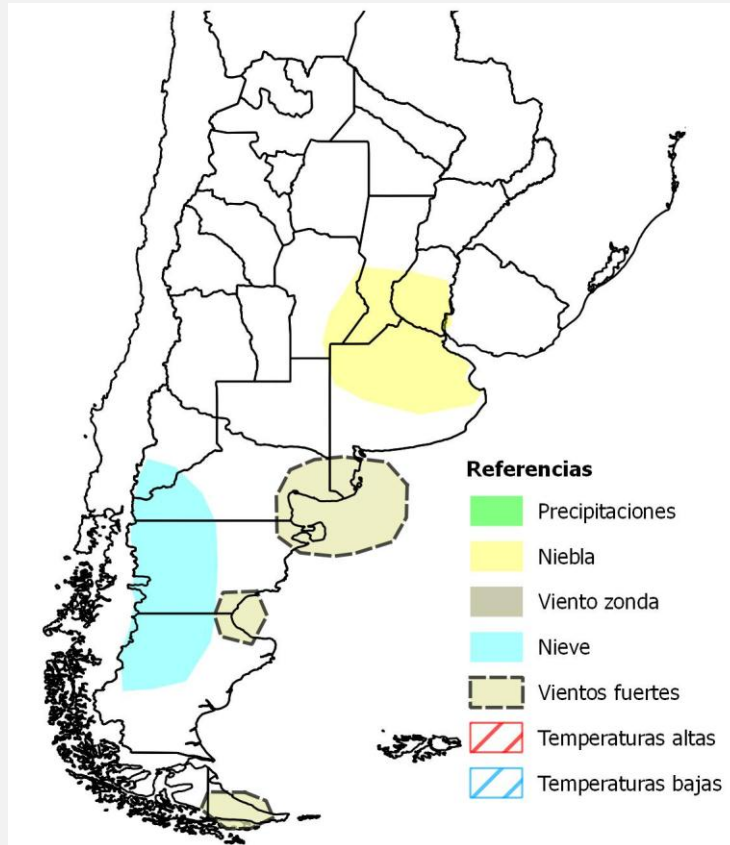 Referencias
Precipitaciones
Niebla
Viento zonda
Nieve
Vientos fuertes
Temperaturas altas
Temperaturas bajas